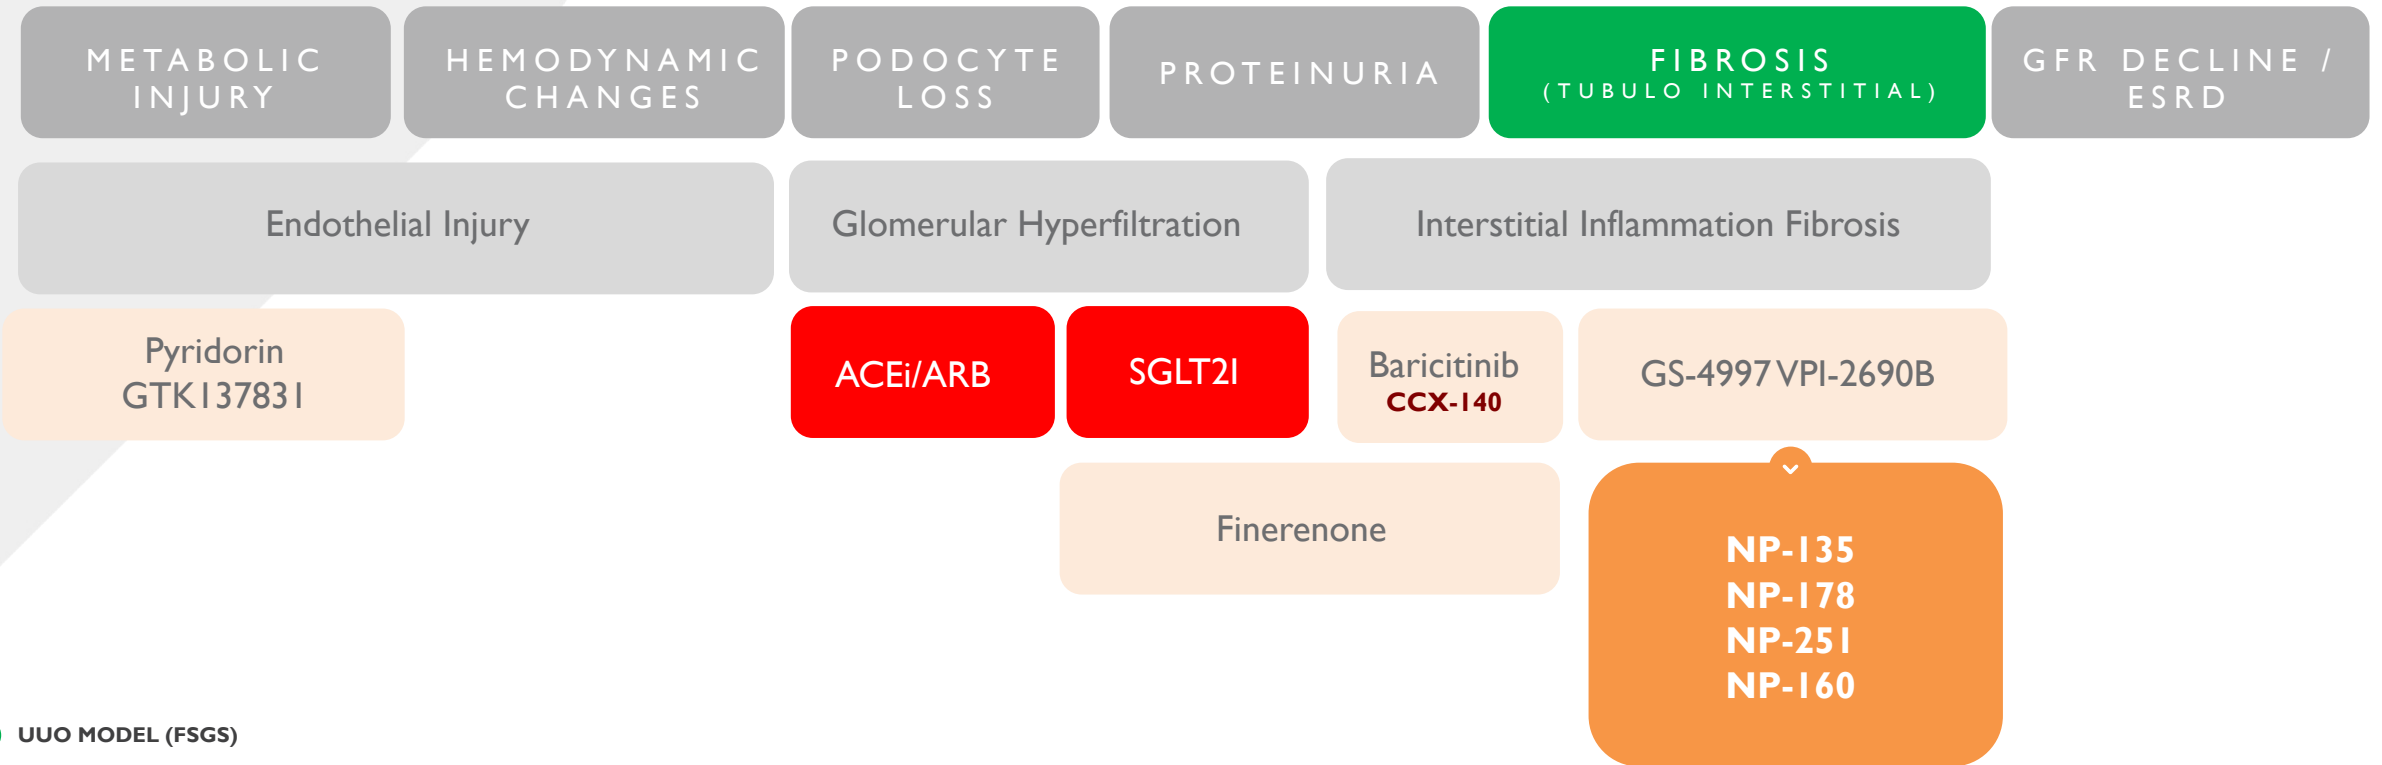 METABOLIC
INJURY
HEMODYNAMIC
CHANGES
PODOCYTE
LOSS
PROTEINURIA
FIBROSIS
(TUBULO INTERSTITIAL)
GFR DECLINE /
ESRD
Endothelial Injury
Glomerular Hyperfiltration
Interstitial Inflammation Fibrosis
Pyridorin
GTK137831
ACEi/ARB
SGLT2I
Baricitinib
CCX-140
GS-4997 VPI-2690B
Finerenone
NP-135
NP-178
NP-251
NP-160
UUO MODEL (FSGS)